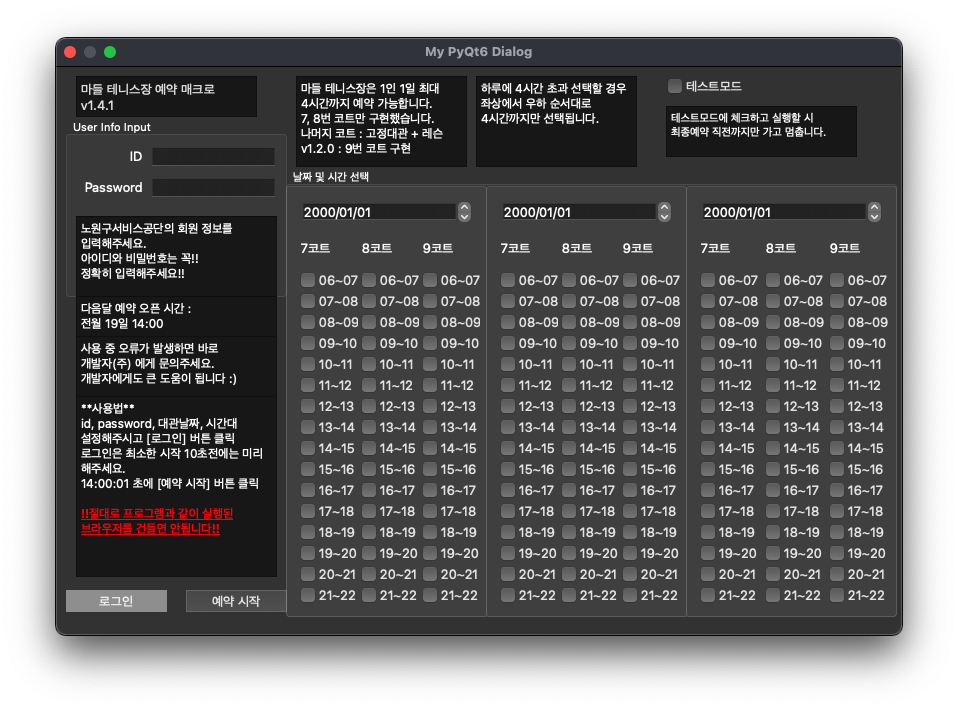 My PyQt6 Dialog
마들 테니스장 예약 매크로
v1.4.1
User Info Input
ID
Password
노원구서비스공단의 회원 정보를
입력해주세요.
아이디와 비밀번호는 꼭!!
정확히 입력해주세요!!
다음달 예약 오픈 시간 :
전월 19일 14:00
사용 중 오류가 발생하면 바로
개발자(주) 에게 문의주세요.
개발자에게도 큰 도움이 됩니다 :)
**사용법**
id, password, 대관날짜, 시간대
설정해주시고 [로그인] 버튼 클릭
로그인은 최소한 시작 10초전에는 미리
해주세요.
14:00:01 초에 [예약 시작] 버튼 클릭
!!절대로 프로그램과 같이 실행된
브라우저를 건들면 안됩니다!!
로그인 예약 시작
마들 테니스장은 1인 1일 최대
4시간까지 예약 가능합니다.
7, 8번 코트만 구현했습니다.
나머지 코트 : 고정대관 + 레슨
v1.2.0 : 9번 코트 구현
하루에 4시간 초과 선택할 경우
좌상에서 우하 순서대로
4시간까지만 선택됩니다.
테스트모드
테스트모드에 체크하고 실행할 시
최종예약 직전까지만 가고 멈춥니다.
날짜 및 시간 선택
2000/01/01 2000/01/01 2000/01/01
7코트 8코트 9코트 7코트 8코트 9코트 7코트 8코트 9코트
06~07 06~07 06~07 06~07 06~07 06~07 06~07 06~07 06~07
07~08 07~08 07~08 07~08 07~08 07~08 07~08 07~08 07~08
08~09 08~09 08~09 08~09 08~09 08~09 08~09 08~09 08~09
09~10 09~10 09~10 09~10 09~10 09~10 09~10 09~10 09~10
10~11 10~11 10~11 10~11 10~11 10~11 10~11 10~11 10~11
11~12 11~12 11~12 11~12 11~12 11~12 11~12 11~12 11~12
12~13 12~13 12~13 12~13 12~13 12~13 12~13 12~13 12~13
13~14 13~14 13~14 13~14 13~14 13~14 13~14 13~14 13~14
14~15 14~15 14~15 14~15 14~15 14~15 14~15 14~15 14~15
15~16 15~16 15~16 15~16 15~16 15~16 15~16 15~16 15~16
16~17 16~17 16~17 16~17 16~17 16~17 16~17 16~17 16~17
17~18 17~18 17~18 17~18 17~18 17~18 17~18 17~18 17~18
18~19 18~19 18~19 18~19 18~19 18~19 18~19 18~19 18~19
19~20 19~20 19~20 19~20 19~20 19~20 19~20 19~20 19~20
20~21 20~21 20~21 20~21 20~21 20~21 20~21 20~21 20~21
21~22 21~22 21~22 21~22 21~22 21~22 21~22 21~22 21~22